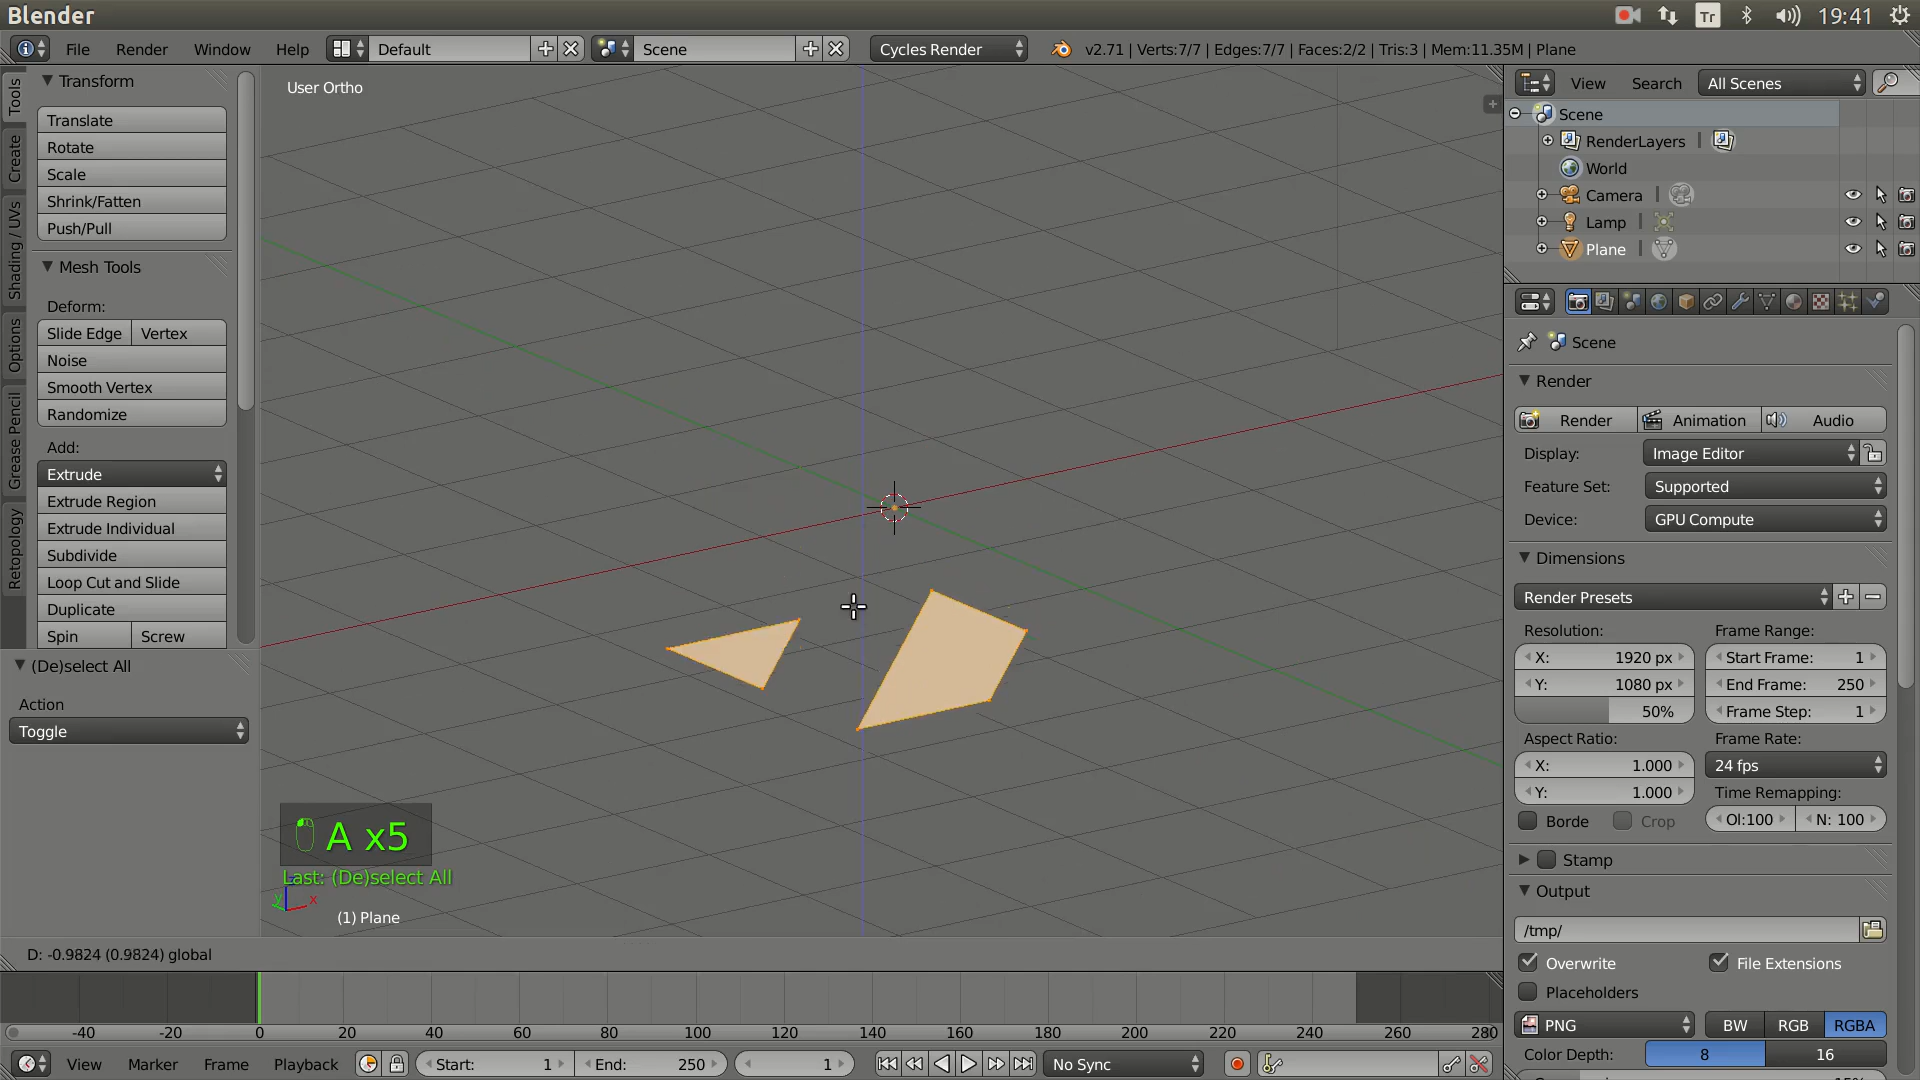 Blender
Tr
19:41
File
Render
Window
Help
Default
Scene
Cycles Render
v2.71 | Verts:7/7 | Edges:7/7 | Faces:2/2 | Tris:3 | Mem:11.35M | Plane
Tools
Create
Shading / UVs
Options
Grease Pencil
Retopology
Transform
Translate
Rotate
Scale
Shrink/Fatten
Push/Pull
Mesh Tools
Deform:
Slide Edge
Vertex
Noise
Smooth Vertex
Randomize
Add:
Extrude
Extrude Region
Extrude Individual
Subdivide
Loop Cut and Slide
Duplicate
Spin
Screw
(De)select All
Action
Toggle
User Ortho
A x5
Last: (De)select All
y
x
(1) Plane
D: -0.9824 (0.9824) global
View
Search
All Scenes
Scene
RenderLayers
World
Camera
Lamp
Plane
Scene
Render
Render
Animation
Audio
Display:
Image Editor
Feature Set:
Supported
Device:
GPU Compute
Dimensions
Render Presets
Resolution:
Frame Range:
X: 1920 px
Start Frame: 1
Y: 1080 px
End Frame: 250
50%
Frame Step: 1
Aspect Ratio:
Frame Rate:
X: 1.000
24 fps
Y: 1.000
Time Remapping:
Borde
Crop
Ol:100
N: 100
Stamp
Output
/tmp/
Overwrite
File Extensions
Placeholders
PNG
BW
RGB
RGBA
Color Depth:
8
16
-40
-20
0
20
40
60
80
100
120
140
160
180
200
220
240
260
280
View
Marker
Frame
Playback
Start: 1
End: 250
1
No Sync